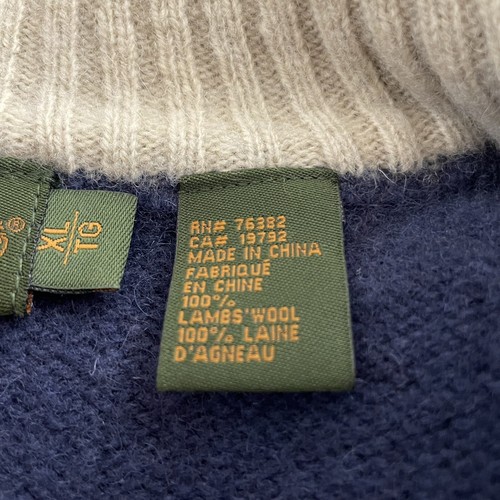 ®
XL
TG
RN# 76382
CA# 19792
MADE IN CHINA
FABRIQUÉ
EN CHINE
100%
LAMBS'WOOL
100% LAINE
D'AGNEAU